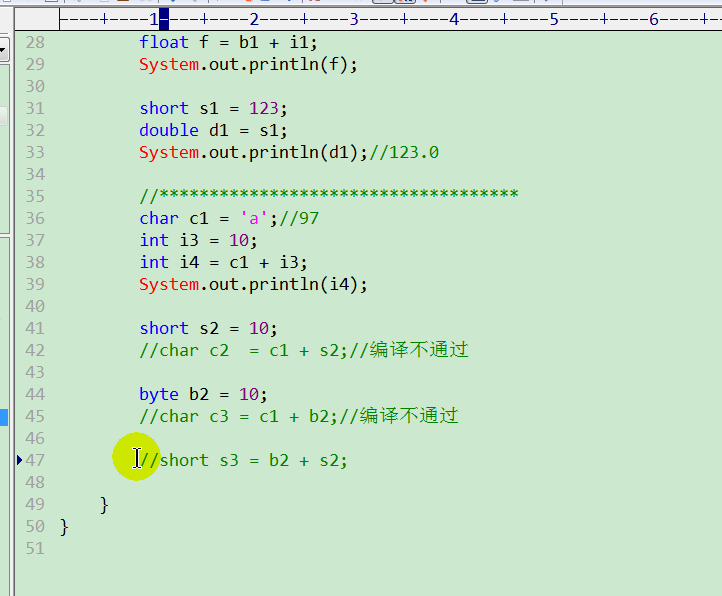 ----+----1----+----2----+----3----+----4----+----5----+----6----+--
28 float f = b1 + i1;
29 System.out.println(f);
30
31 short s1 = 123;
32 double d1 = s1;
33 System.out.println(d1);//123.0
34
35 //************************************
36 char c1 = 'a';//97
37 int i3 = 10;
38 int i4 = c1 + i3;
39 System.out.println(i4);
40
41 short s2 = 10;
42 //char c2  = c1 + s2;//编译不通过
43
44 byte b2 = 10;
45 //char c3 = c1 + b2;//编译不通过
46
47 //short s3 = b2 + s2;
48
49 }
50 }
51